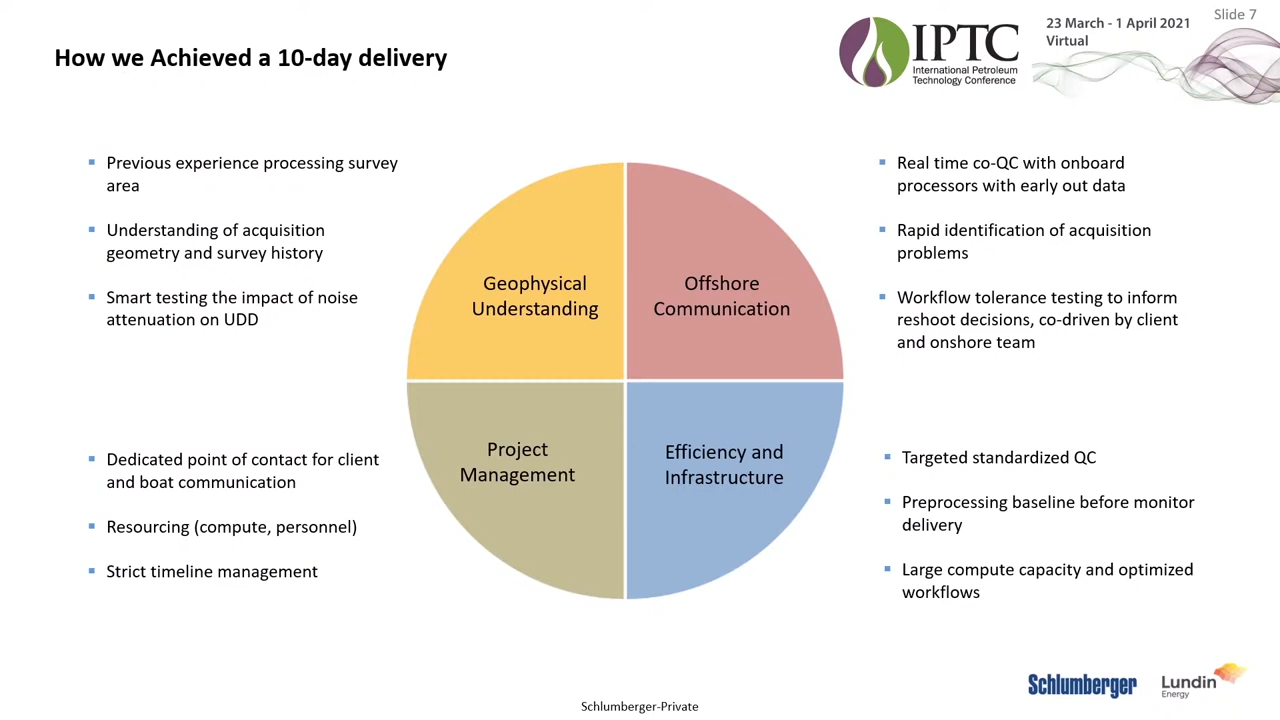 Slide 7
23 March - 1 April 2021
Virtual
IPTC
International Petroleum
Technology Conference
How we Achieved a 10-day delivery
Previous experience processing survey
area
Understanding of acquisition
geometry and survey history
Smart testing the impact of noise
attenuation on UDD
Geophysical
Understanding
Offshore
Communication
Real time co-QC with onboard
processors with early out data
Rapid identification of acquisition
problems
Workflow tolerance testing to inform
reshoot decisions, co-driven by client
and onshore team
Dedicated point of contact for client
and boat communication
Resourcing (compute, personnel)
Strict timeline management
Project
Management
Efficiency and
Infrastructure
Targeted standardized QC
Preprocessing baseline before monitor
delivery
Large compute capacity and optimized
workflows
Schlumberger
Lundin
Energy
Schlumberger-Private